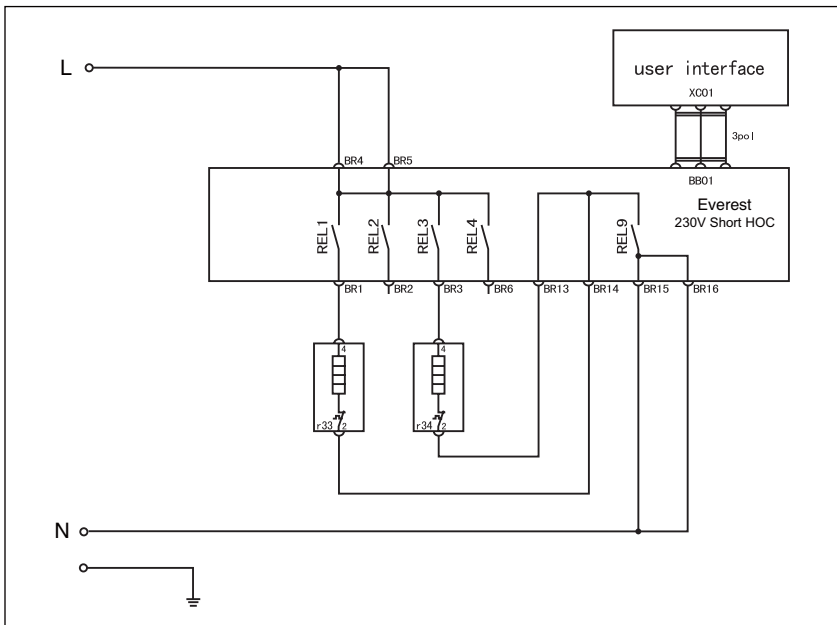 L
user interface
XC01
3pol
BR4
BR5
BB01
Everest
230V Short HOC
REL1
REL2
REL3
REL4
REL9
BR1
BR2
BR3
BR6
BR13
BR14
BR15
BR16
4
4
r33
2
r34
2
N